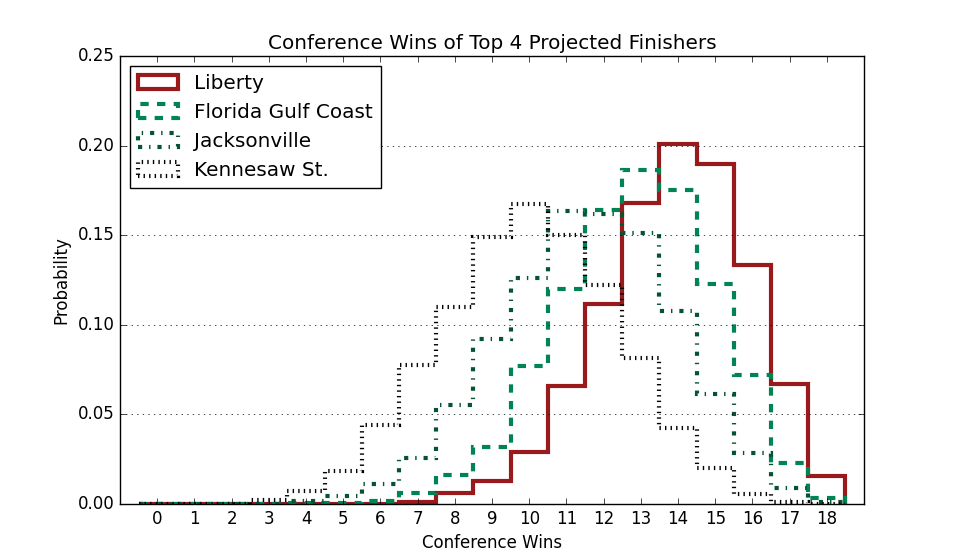 Conference Wins of Top 4 Projected Finishers
0.25
0.20
0.15
0.10
0.05
0.00
Probability
Liberty
Florida Gulf Coast
Jacksonville
Kennesaw St.
0 1 2 3 4 5 6 7 8 9 10 11 12 13 14 15 16 17 18
Conference Wins